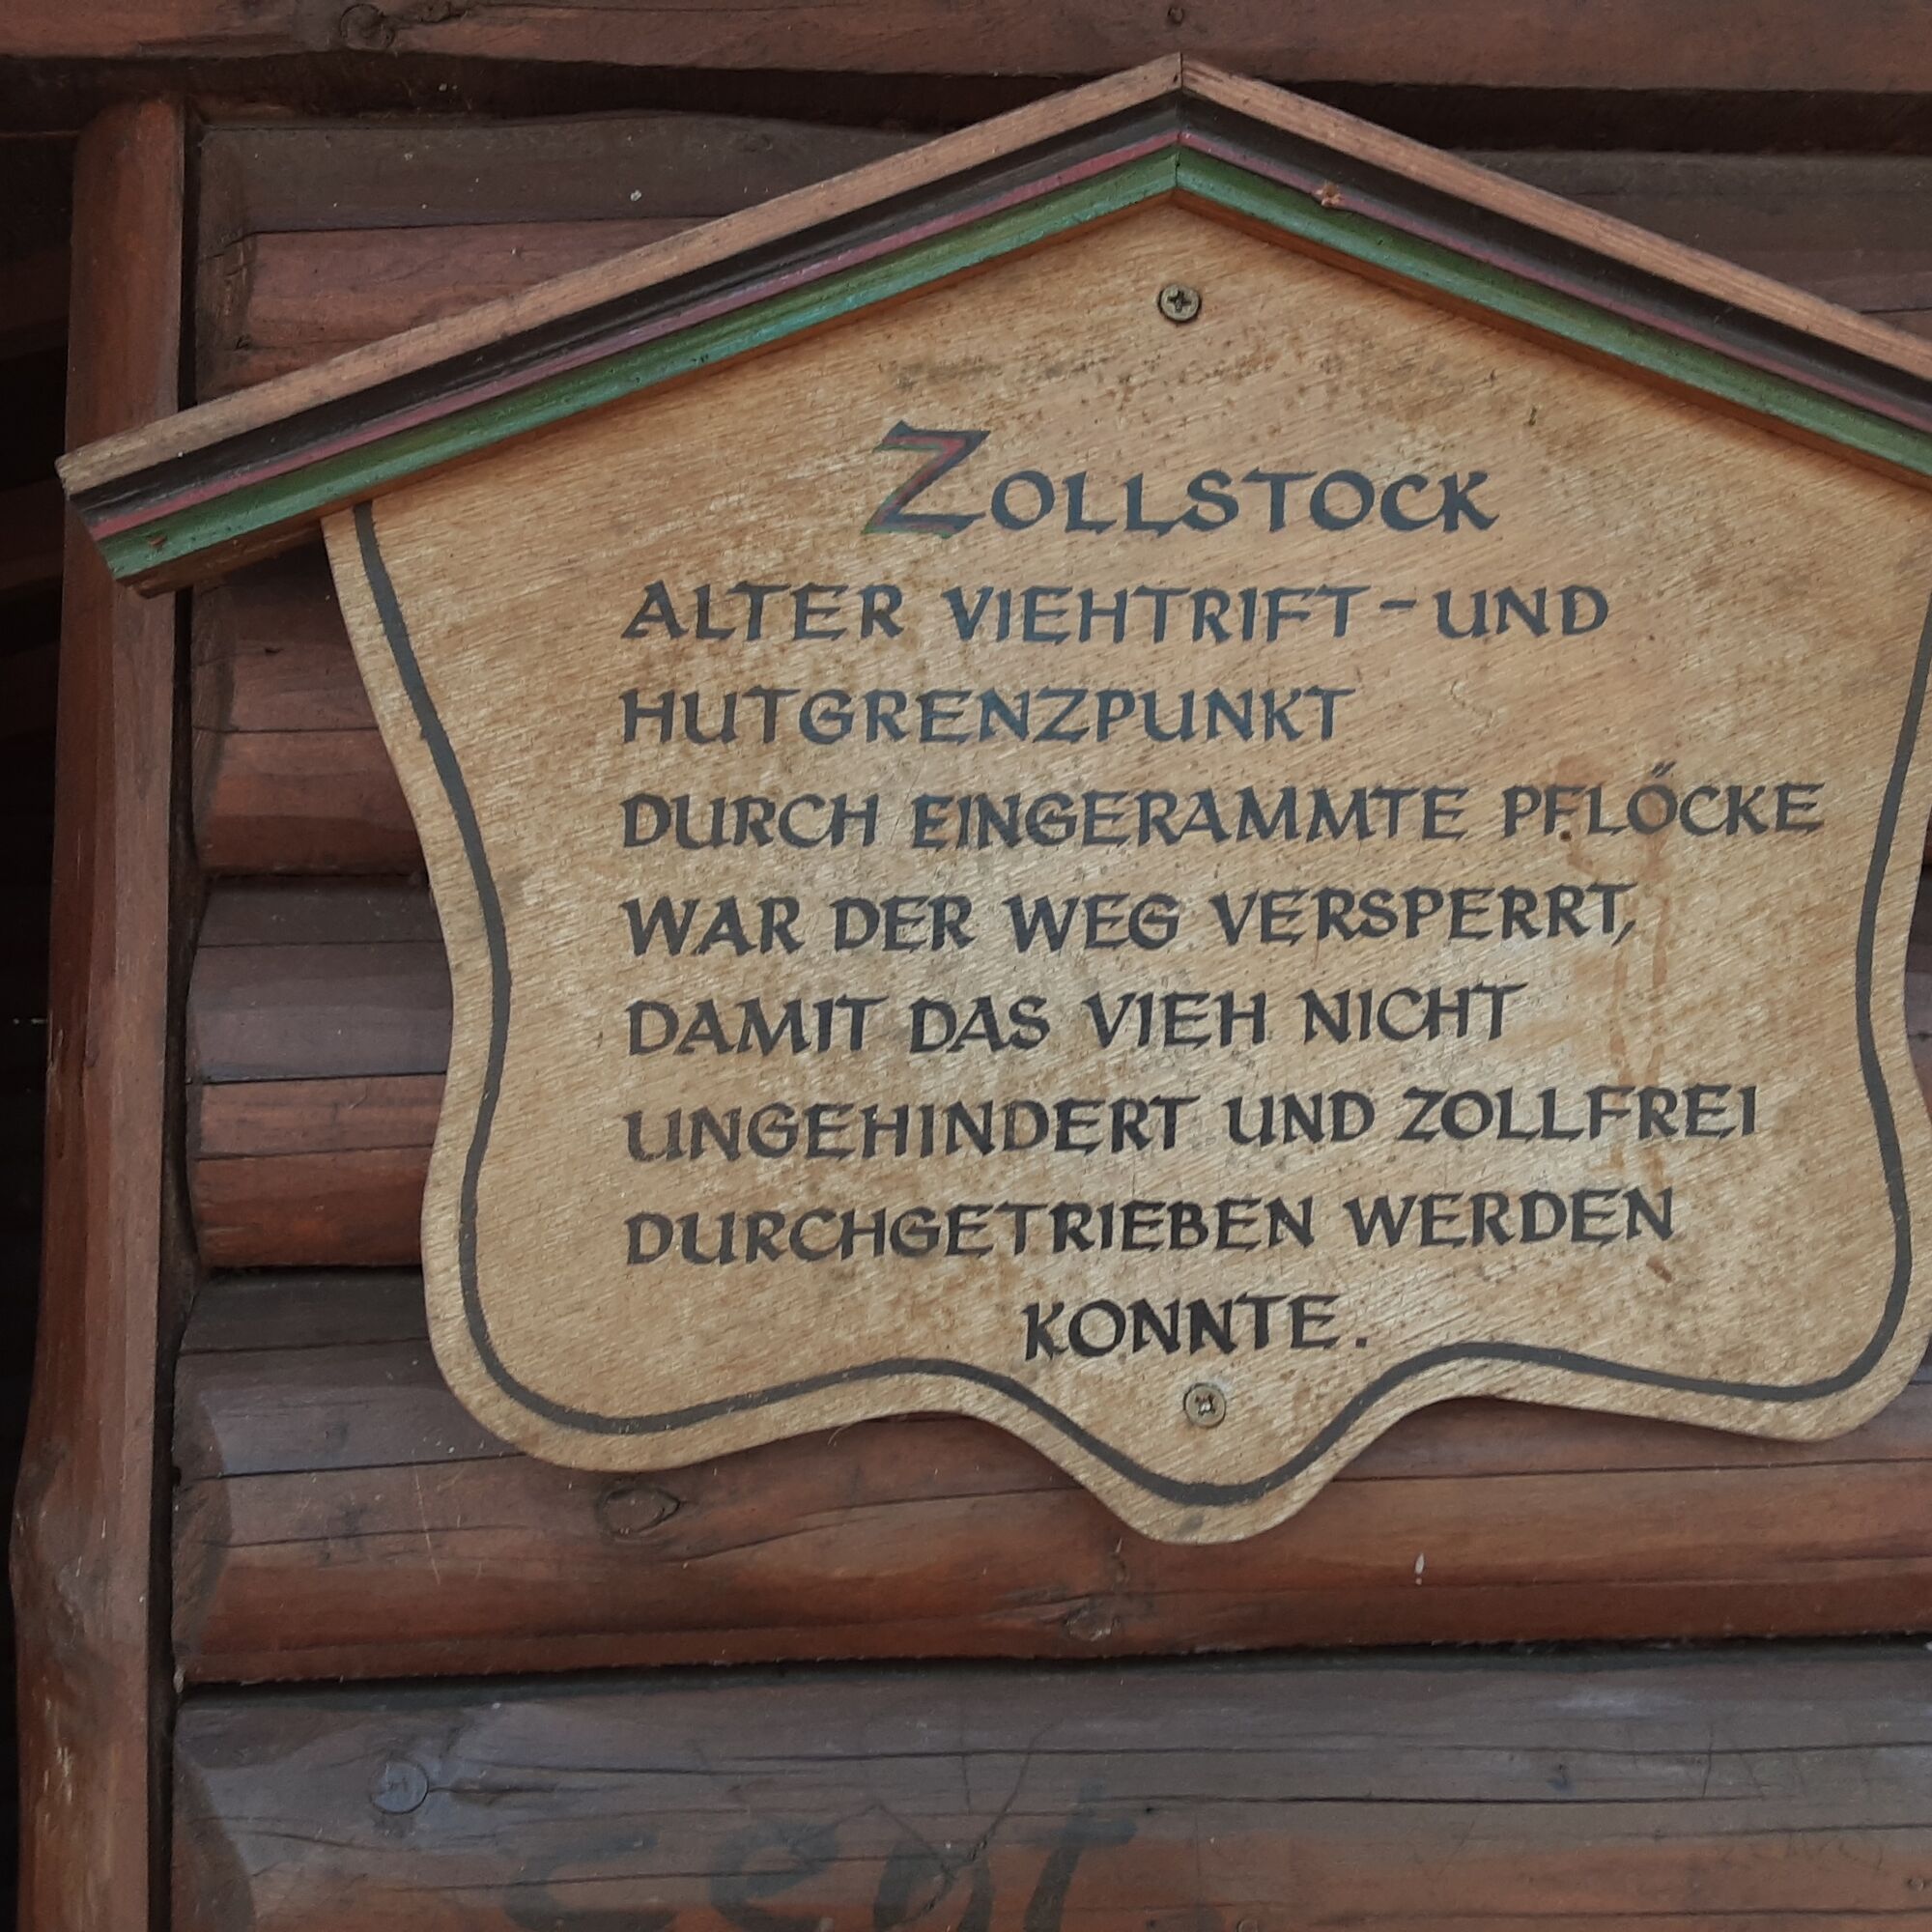 ZOLLSTOCK
ALTER VIEHTRIFT-UND
HUTGRENZPUNKT
DURCH EINGERAMMTE PFLÖCKE
WAR DER WEG VERSPERRT,
DAMIT DAS VIEH NICHT
UNGEHINDERT UND ZOLLFREI
DURCHGETRIEBEN WERDEN
KONNTE.